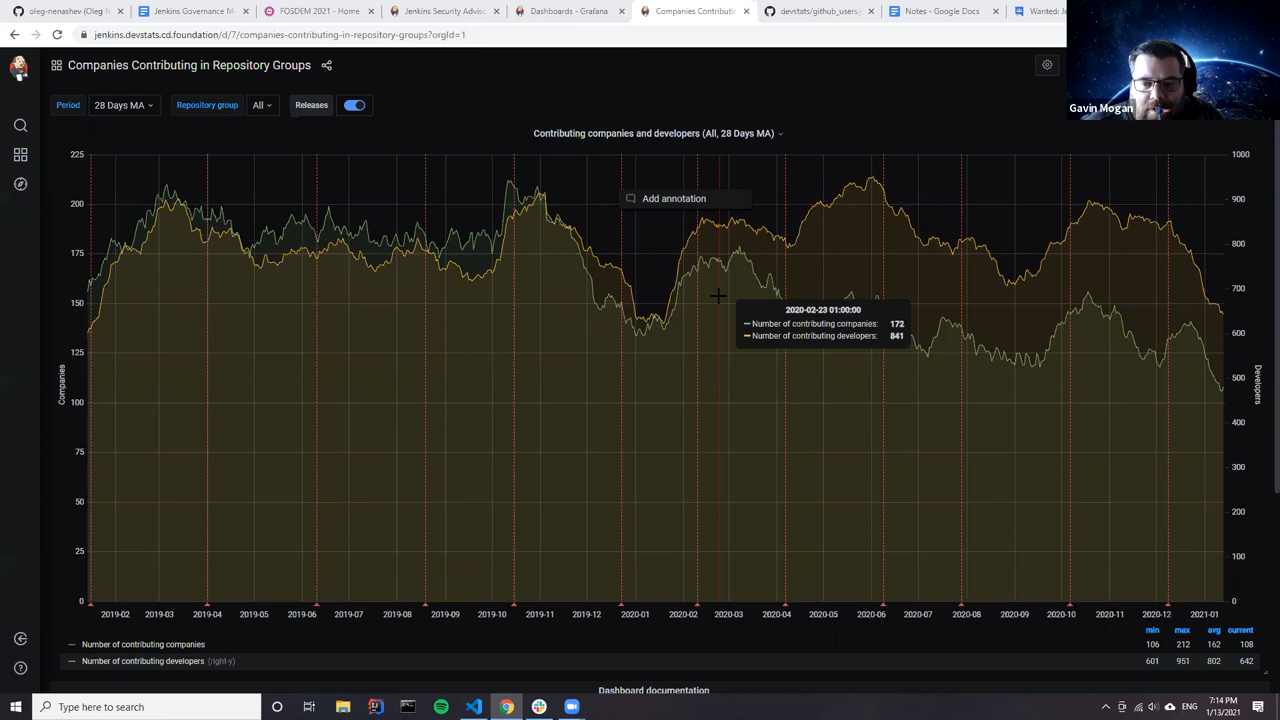 oleg-nenashev (Oleg N
Jenkins Governance M
FOSDEM 2021 - Home
Jenkins Security Advisc
Dashboards - Grafana
Companies Contributi
devstats/github_users.
Notes - Google Docs
Wanted: Je
jenkins.devstats.cd.foundation/d/7/companies-contributing-in-repository-groups?orgId=1
Companies Contributing in Repository Groups
Gavin Mogan
Period
28 Days MA
Repository group
All
Releases
Contributing companies and developers (All, 28 Days MA)
225
200
175
150
125
100
75
50
25
0
Companies
1000
900
800
700
600
500
400
300
200
100
0
Developers
Add annotation
2020-02-23 01:00:00
Number of contributing companies: 172
Number of contributing developers: 841
2019-02 2019-03 2019-04 2019-05 2019-06 2019-07 2019-08 2019-09 2019-10 2019-11 2019-12 2020-01 2020-02 2020-03 2020-04 2020-05 2020-06 2020-07 2020-08 2020-09 2020-10 2020-11 2020-12 2021-01
min max avg current
Number of contributing companies 106 212 162 108
Number of contributing developers (right-y) 601 951 802 642
Dashboard documentation
Type here to search
ENG
7:14 PM
1/13/2021